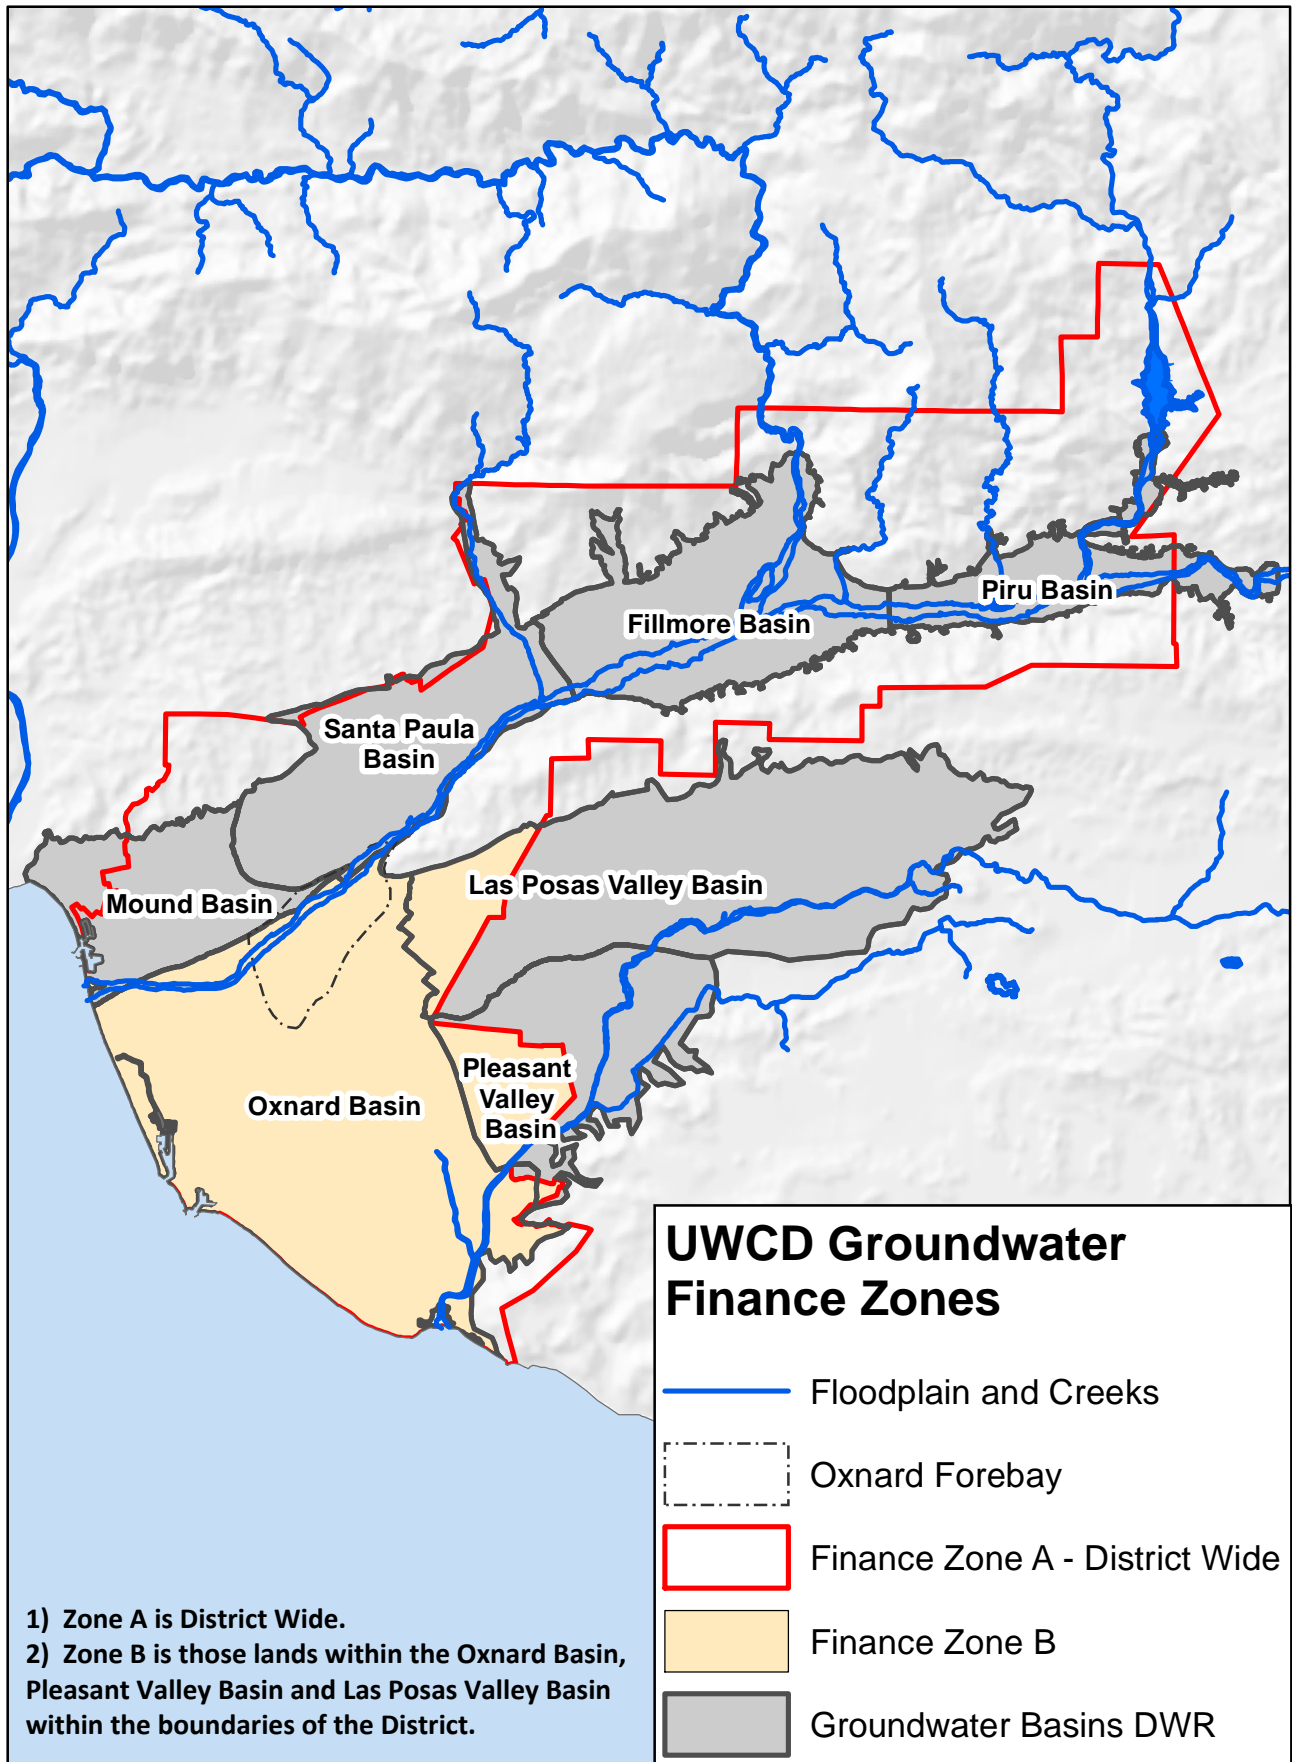 Piru Basin
Fillmore Basin
Santa Paula
Basin
Las Posas Valley Basin
Mound Basin
Pleasant
Valley
Basin
Oxnard Basin
UWCD Groundwater
Finance Zones
Floodplain and Creeks
Oxnard Forebay
Finance Zone A - District Wide
Finance Zone B
Groundwater Basins DWR
1) Zone A is District Wide.
2) Zone B is those lands within the Oxnard Basin,
Pleasant Valley Basin and Las Posas Valley Basin
within the boundaries of the District.